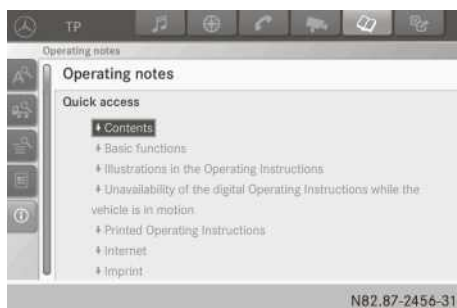 TP
Operating notes
Operating notes
Quick access
Contents
Basic functions
Illustrations in the Operating Instructions
Unavailability of the digital Operating Instructions while the
vehicle is in motion
Printed Operating Instructions
Internet
Imprint
N82.87-2456-31